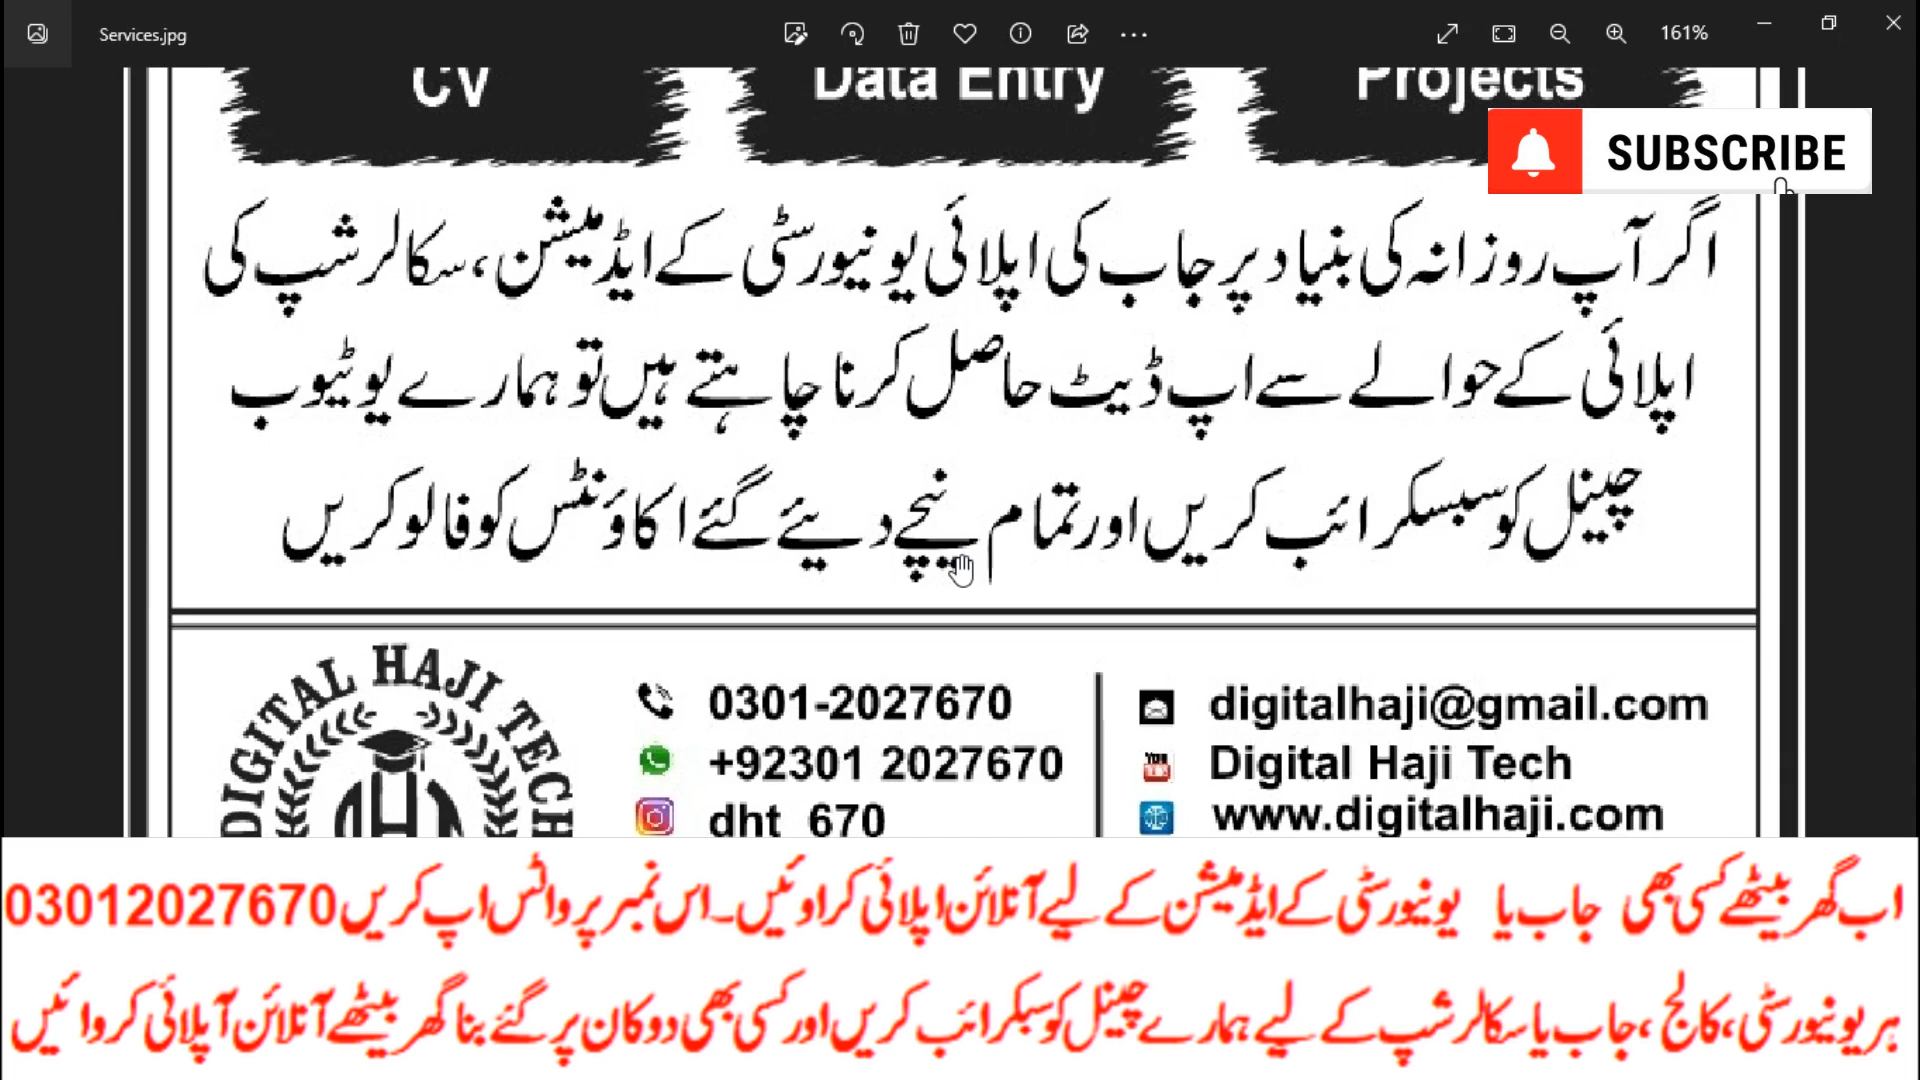 Services.jpg
161%
CV
Data Entry
Projects
SUBSCRIBE
اگر آپ روزانہ کی بنیاد پر جاب کی اپلائی یونیورسٹی کے ایڈمیشن، سکالرشپ کی
اپلائی کے حوالے سے اپ ڈیٹ حاصل کرنا چاہتے ہیں تو ہمارے یوٹیوب
چینل کو سبسکرائب کریں اور تمام نیچے دیئے گئے اکاؤنٹس کو فالو کریں
DIGITAL HAJI TECH
0301-2027670
+92301 2027670
dht_670
digitalhaji@gmail.com
Digital Haji Tech
www.digitalhaji.com
اب گھر بیٹھے کسی بھی جاب یا یونیورسٹی کے ایڈمیشن کے لیے آنلائن اپلائی کراوئیں۔اس نمبر پر واٹس اپ کریں 03012027670
ہر یونیورسٹی، کالج ،جاب یا سکالرشپ کے لیے ہمارے چینل کو سبکرائب کریں اور کسی بھی دوکان پر گئے بنا گھر بیٹھے آنلائن آپلائی کروائیں